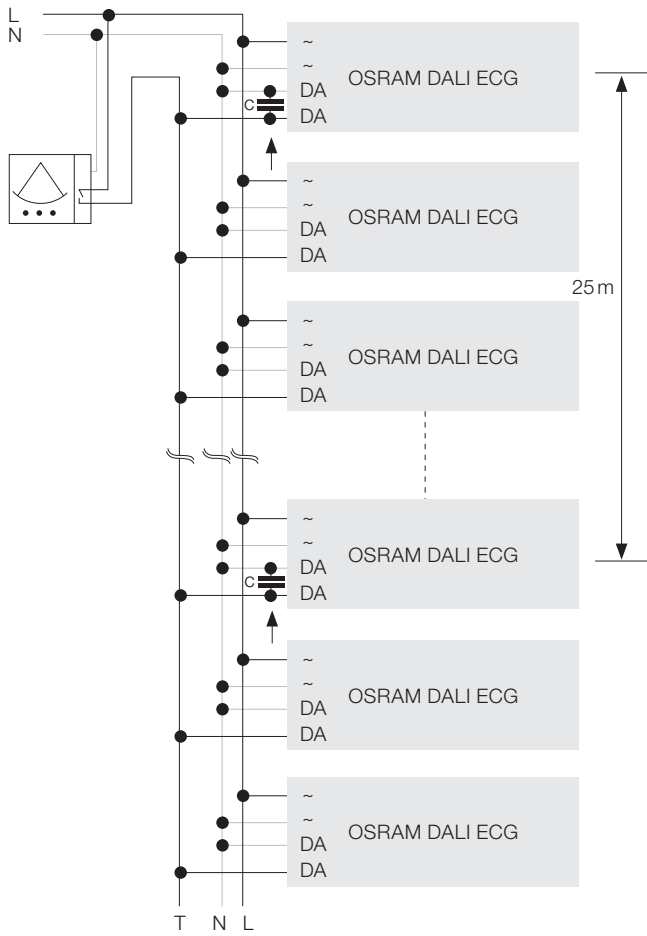 L
N
~
~
DA
DA
OSRAM DALI ECG
C
~
~
DA
DA
OSRAM DALI ECG
25 m
~
~
DA
DA
OSRAM DALI ECG
~
~
DA
DA
OSRAM DALI ECG
C
~
~
DA
DA
OSRAM DALI ECG
~
~
DA
DA
OSRAM DALI ECG
T N L